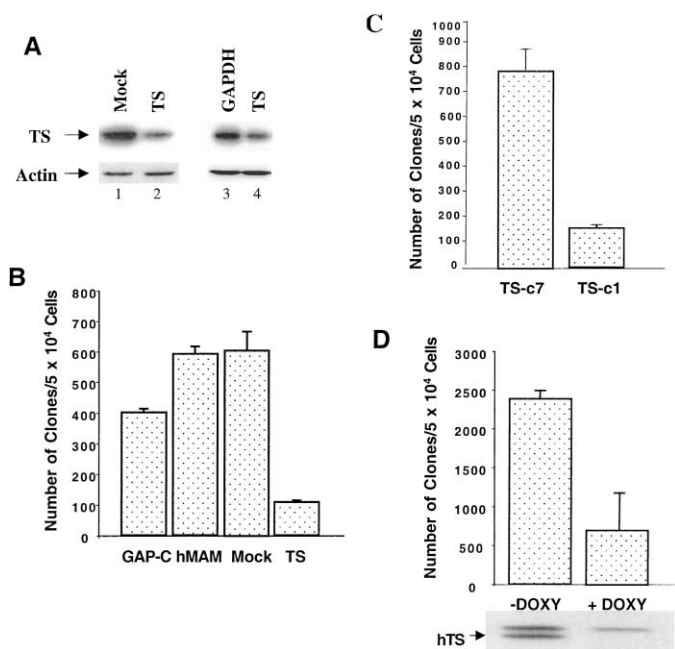 A
Mock
TS
GAPDH
TS
TS
Actin
1 2 3 4
B
Number of Clones/5 x 10⁴ Cells
800
700
600
500
400
300
200
100
0
GAP-C hMAM Mock TS
C
Number of Clones/5 x 10⁴ Cells
1000
900
800
700
600
500
400
300
200
100
0
TS-c7 TS-c1
D
Number of Clones/5 x 10⁴ Cells
3000
2500
2000
1500
1000
500
0
-DOXY + DOXY
hTS